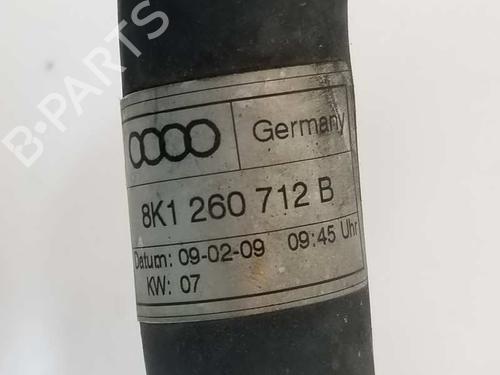 B-PARTS
Germany
8K1 260 712 B
Datum: 09-02-09 09:45 Uhr
KW: 07